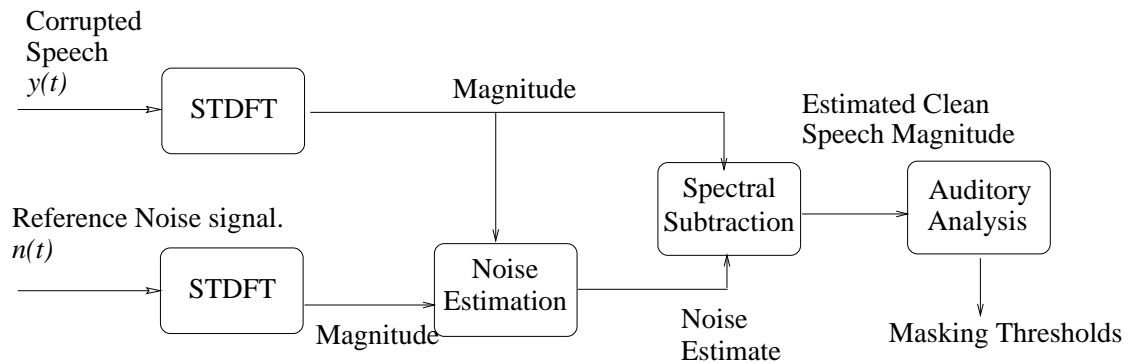 Corrupted
Speech
y(t)
STDFT
Magnitude
Estimated Clean
Speech Magnitude
Spectral
Subtraction
Auditory
Analysis
Reference Noise signal.
n(t)
STDFT
Magnitude
Noise
Estimation
Noise
Estimate
Masking Thresholds